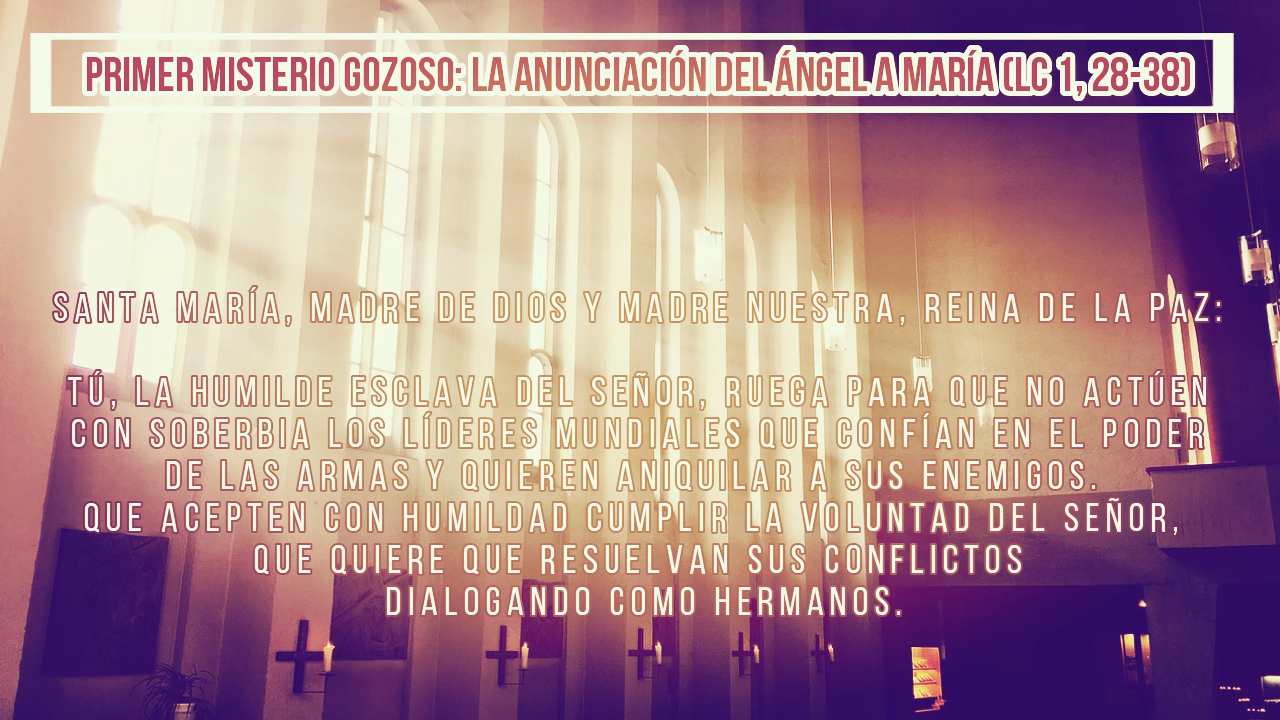 PRIMER MISTERIO GOZOSO: LA ANUNCIACIÓN DEL ÁNGEL A MARÍA (LC 1, 28-38)
SANTA MARÍA, MADRE DE DIOS Y MADRE NUESTRA, REINA DE LA PAZ:
TÚ, LA HUMILDE ESCLAVA DEL SEÑOR, RUEGA PARA QUE NO ACTÚEN
CON SOBERBIA LOS LÍDERES MUNDIALES QUE CONFÍAN EN EL PODER
DE LAS ARMAS Y QUIEREN ANIQUILAR A SUS ENEMIGOS.
QUE ACEPTEN CON HUMILDAD CUMPLIR LA VOLUNTAD DEL SEÑOR,
QUE QUIERE QUE RESUELVAN SUS CONFLICTOS
DIALOGANDO COMO HERMANOS.